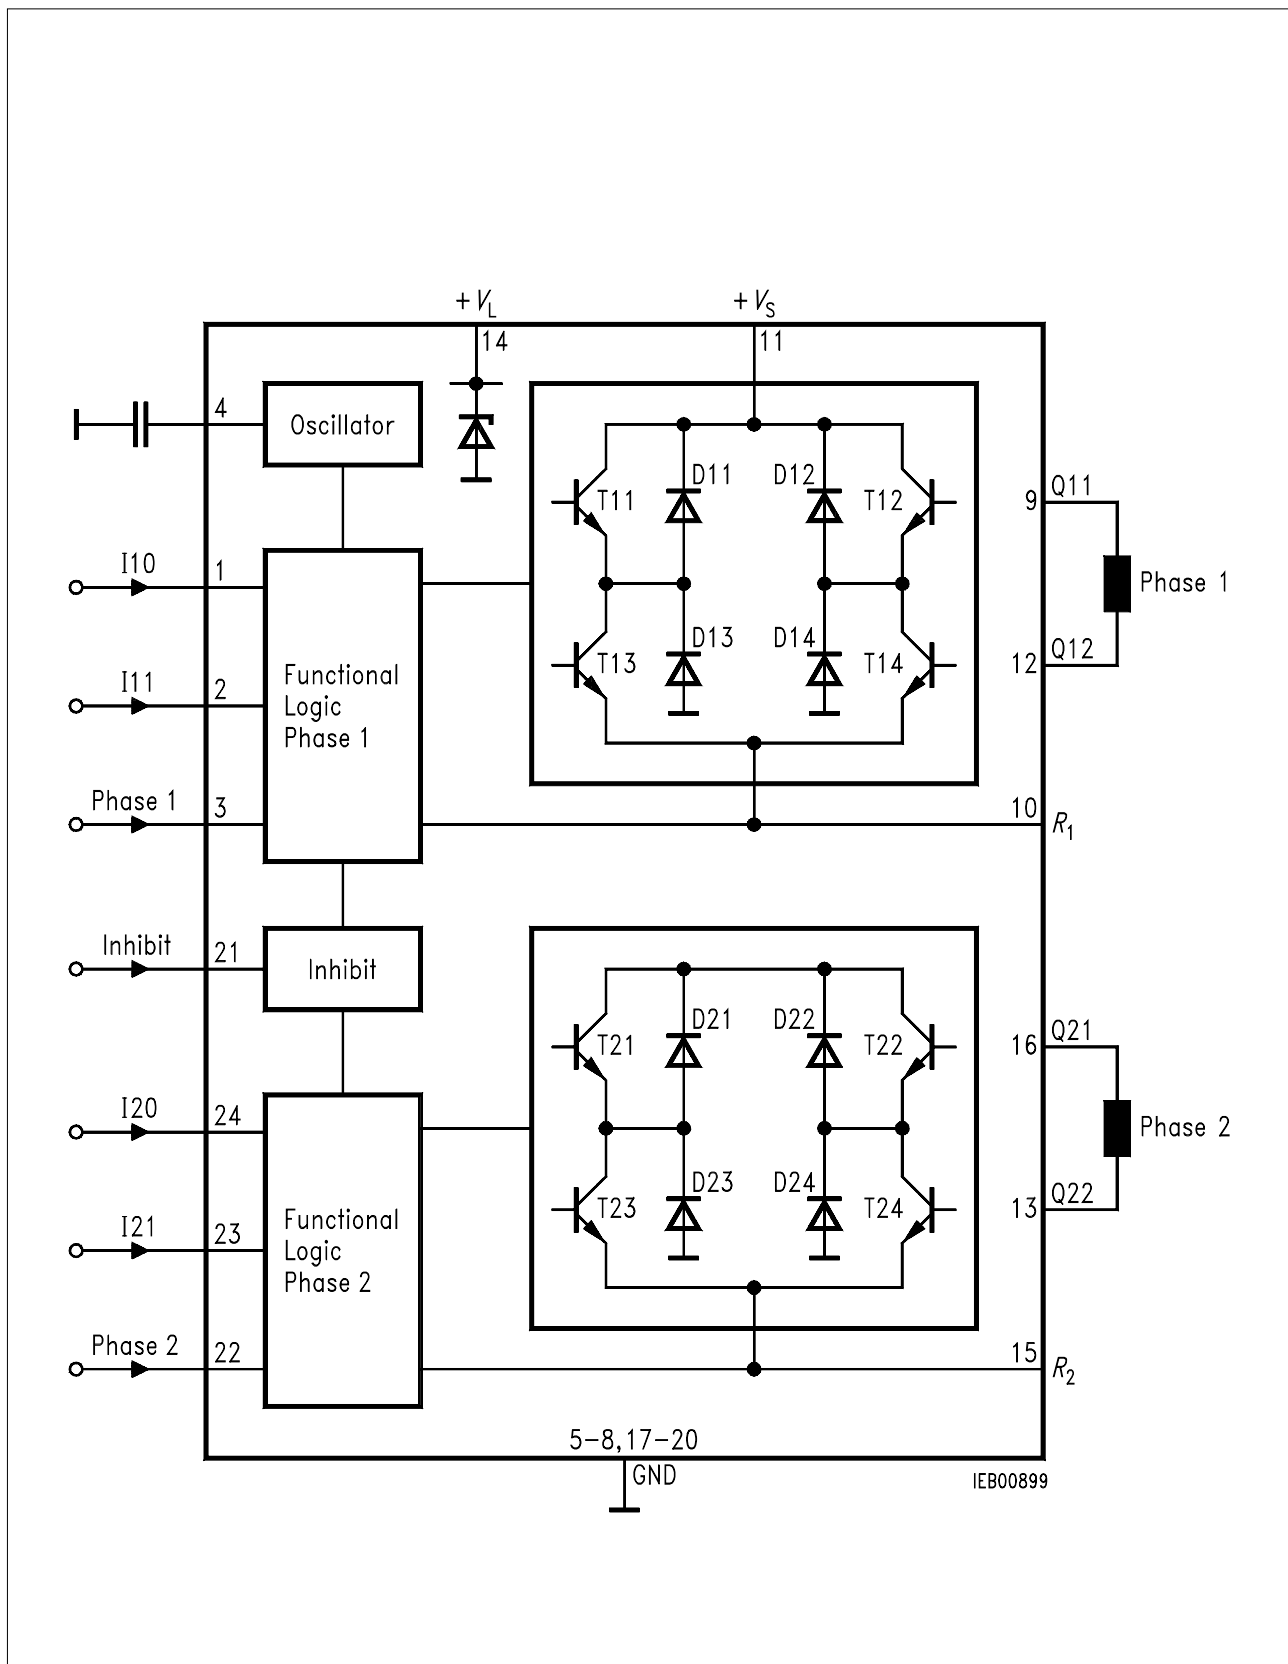 +VL +VS
14 11
4 Oscillator
D11 D12
T11 T12
9 Q11
I10 1
Phase 1
D13 D14
T13 T14
12 Q12
I11 2
Functional
Logic
Phase 1
Phase 1 3
10 R1
Inhibit 21
Inhibit
D21 D22
T21 T22
16 Q21
I20 24
Phase 2
D23 D24
T23 T24
13 Q22
I21 23
Functional
Logic
Phase 2
Phase 2 22
15 R2
5-8,17-20
GND
IEB00899